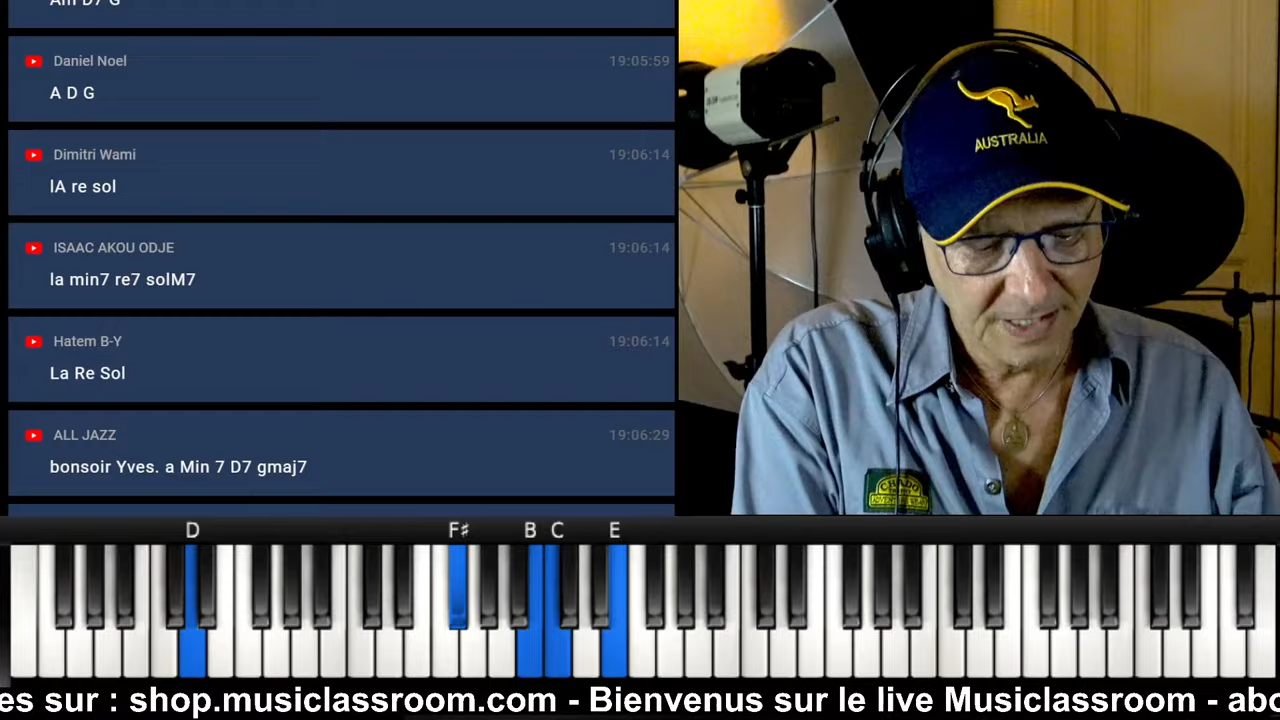 Am D7 G
Daniel Noel 19:05:59
A D G
Dimitri Wami 19:06:14
lA re sol
ISAAC AKOU ODJE 19:06:14
la min7 re7 solM7
Hatem B-Y 19:06:14
La Re Sol
ALL JAZZ 19:06:29
bonsoir Yves. a Min 7 D7 gmaj7
AUSTRALIA
D F♯ B C E
es sur : shop.musiclassroom.com - Bienvenus sur le live Musiclassroom - abo